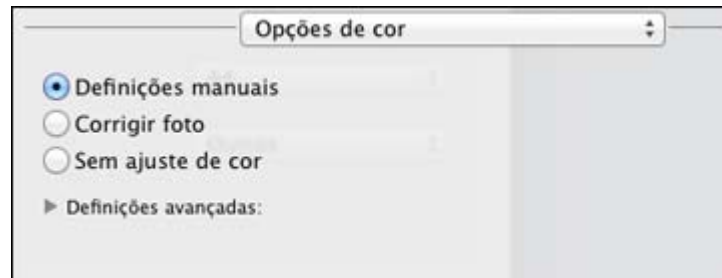 Opções de cor
Definições manuais
Corrigir foto
Sem ajuste de cor
Definições avançadas: